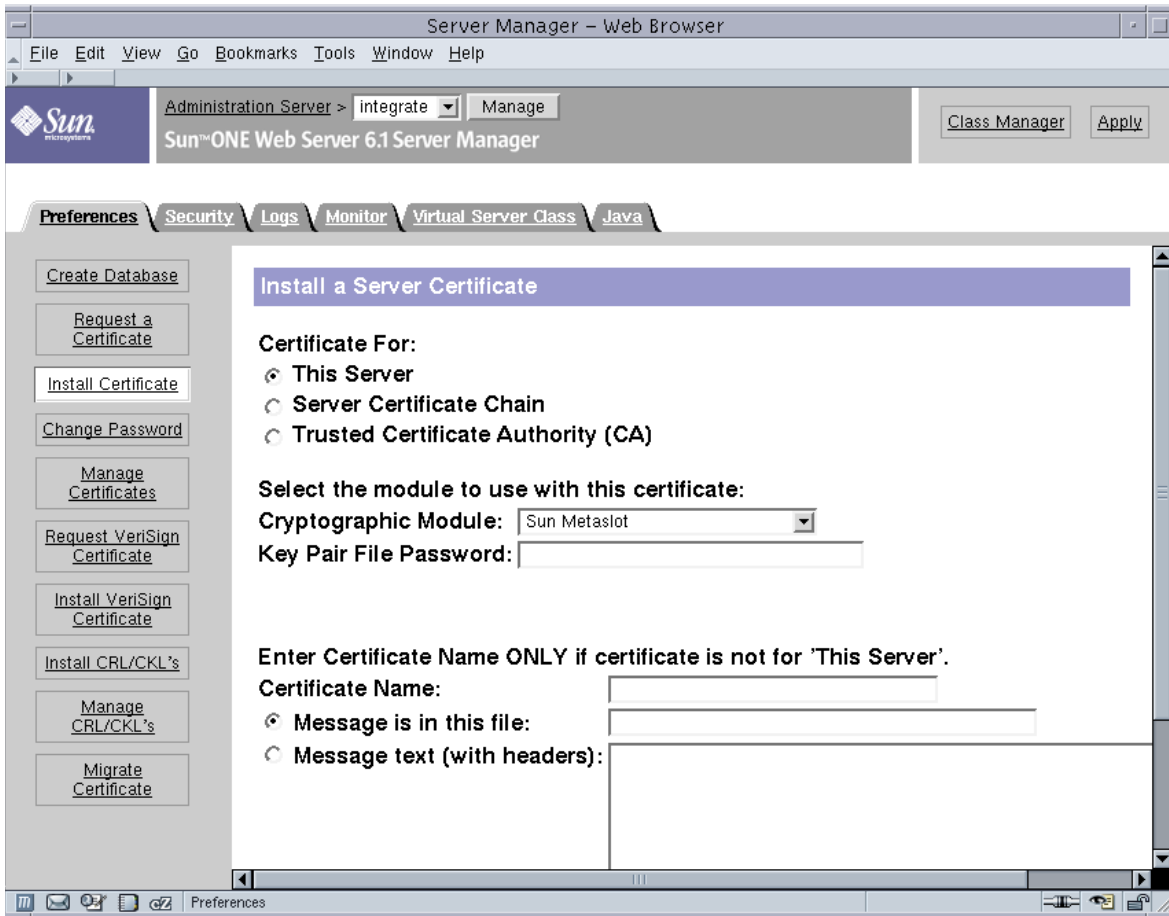 Server Manager – Web Browser
File Edit View Go Bookmarks Tools Window Help
Sun
microsystems
Administration Server > integrate Manage
Sun™ONE Web Server 6.1 Server Manager
Class Manager Apply
Preferences Security Logs Monitor Virtual Server Class Java
Create Database
Request a
Certificate
Install Certificate
Change Password
Manage
Certificates
Request VeriSign
Certificate
Install VeriSign
Certificate
Install CRL/CKL's
Manage
CRL/CKL's
Migrate
Certificate
Install a Server Certificate
Certificate For:
This Server
Server Certificate Chain
Trusted Certificate Authority (CA)
Select the module to use with this certificate:
Cryptographic Module: Sun Metaslot
Key Pair File Password:
Enter Certificate Name ONLY if certificate is not for 'This Server'.
Certificate Name:
Message is in this file:
Message text (with headers):
Preferences